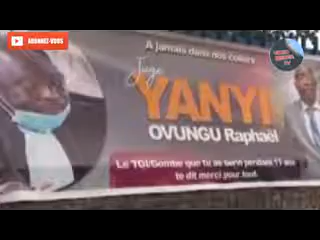 ABONNEZ-VOUS
A jamais dans nos coeurs
Juge
YANYI
OVUNGU Raphaël
Le TGI/Gombe que tu as servi pendant 11 ans
te dit merci pour tout.